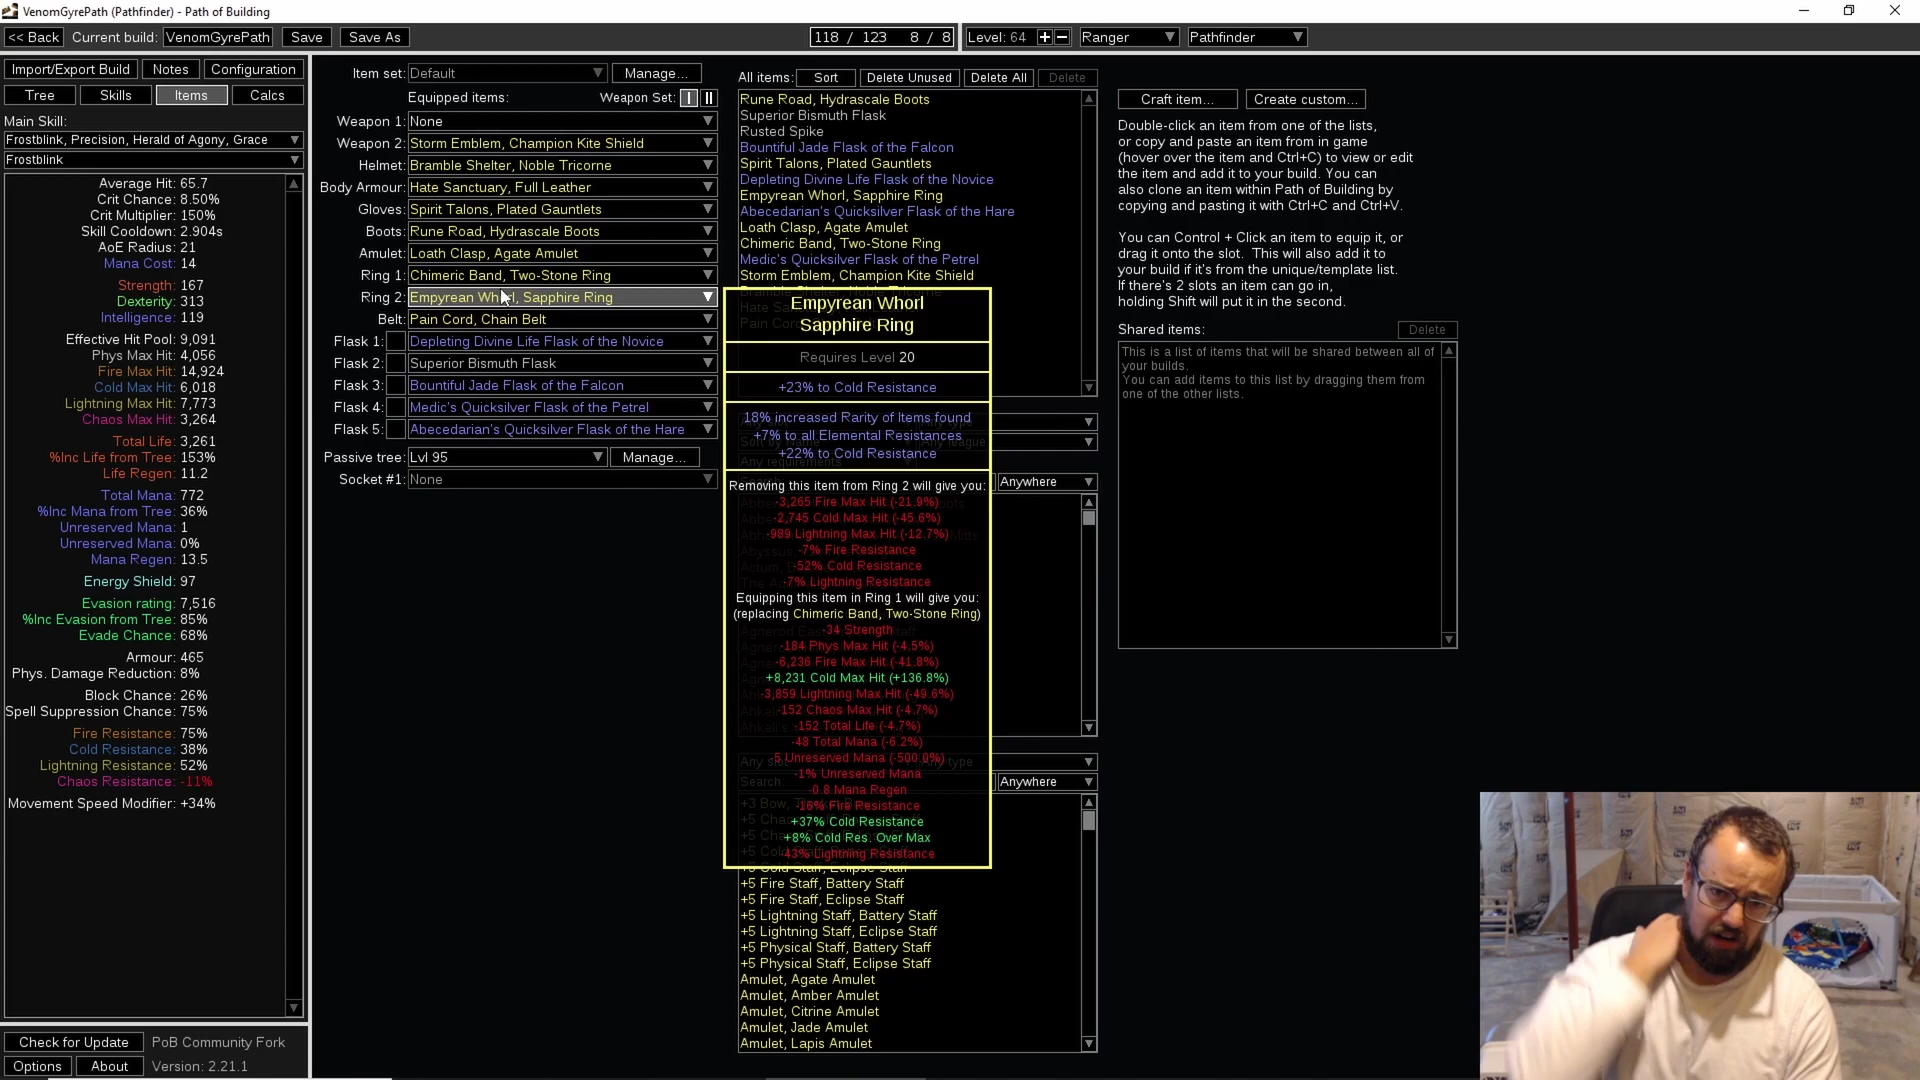 VenomGyrePath (Pathfinder) - Path of Building
<< Back
Current build: VenomGyrePath
Save
Save As
118 / 123 8 / 8
Level: 64
Ranger
Pathfinder
Import/Export Build
Notes
Configuration
Tree
Skills
Items
Calcs
Main Skill:
Frostblink, Precision, Herald of Agony, Grace
Frostblink
Average Hit: 65.7
Crit Chance: 8.50%
Crit Multiplier: 150%
Skill Cooldown: 2.904s
AoE Radius: 21
Mana Cost: 14
Strength: 167
Dexterity: 313
Intelligence: 119
Effective Hit Pool: 9,091
Phys Max Hit: 4,056
Fire Max Hit: 14,924
Cold Max Hit: 6,018
Lightning Max Hit: 7,773
Chaos Max Hit: 3,264
Total Life: 3,261
%Inc Life from Tree: 153%
Life Regen: 11.2
Total Mana: 772
%Inc Mana from Tree: 36%
Unreserved Mana: 1
Unreserved Mana: 0%
Mana Regen: 13.5
Energy Shield: 97
Evasion rating: 7,516
%Inc Evasion from Tree: 85%
Evade Chance: 68%
Armour: 465
Phys. Damage Reduction: 8%
Block Chance: 26%
Spell Suppression Chance: 75%
Fire Resistance: 75%
Cold Resistance: 38%
Lightning Resistance: 52%
Chaos Resistance: -11%
Movement Speed Modifier: +34%
Check for Update
PoB Community Fork
Options
About
Version: 2.21.1
Item set: Default
Manage...
Equipped items:
Weapon Set: I II
Weapon 1: None
Weapon 2: Storm Emblem, Champion Kite Shield
Helmet: Bramble Shelter, Noble Tricorne
Body Armour: Hate Sanctuary, Full Leather
Gloves: Spirit Talons, Plated Gauntlets
Boots: Rune Road, Hydrascale Boots
Amulet: Loath Clasp, Agate Amulet
Ring 1: Chimeric Band, Two-Stone Ring
Ring 2: Empyrean Whorl, Sapphire Ring
Belt: Pain Cord, Chain Belt
Flask 1: Depleting Divine Life Flask of the Novice
Flask 2: Superior Bismuth Flask
Flask 3: Bountiful Jade Flask of the Falcon
Flask 4: Medic's Quicksilver Flask of the Petrel
Flask 5: Abecedarian's Quicksilver Flask of the Hare
Passive tree: Lvl 95
Manage...
Socket #1: None
All items:
Sort
Delete Unused
Delete All
Delete
Rune Road, Hydrascale Boots
Superior Bismuth Flask
Rusted Spike
Bountiful Jade Flask of the Falcon
Spirit Talons, Plated Gauntlets
Depleting Divine Life Flask of the Novice
Empyrean Whorl, Sapphire Ring
Abecedarian's Quicksilver Flask of the Hare
Loath Clasp, Agate Amulet
Chimeric Band, Two-Stone Ring
Medic's Quicksilver Flask of the Petrel
Storm Emblem, Champion Kite Shield
Empyrean Whorl
Sapphire Ring
Requires Level 20
+23% to Cold Resistance
18% increased Rarity of Items found
+7% to all Elemental Resistances
+22% to Cold Resistance
Removing this item from Ring 2 will give you:
-3,265 Fire Max Hit (-21.9%)
-2,745 Cold Max Hit (-45.6%)
-989 Lightning Max Hit (-12.7%)
-7% Fire Resistance
-52% Cold Resistance
-7% Lightning Resistance
Equipping this item in Ring 1 will give you:
(replacing Chimeric Band, Two-Stone Ring)
-34 Strength
-184 Phys Max Hit (-4.5%)
-6,236 Fire Max Hit (-41.8%)
+8,231 Cold Max Hit (+136.8%)
-3,859 Lightning Max Hit (-49.6%)
-152 Chaos Max Hit (-4.7%)
-152 Total Life (-4.7%)
-48 Total Mana (-6.2%)
-5 Unreserved Mana (-500.0%)
-1% Unreserved Mana
-0.8 Mana Regen
-16% Fire Resistance
+37% Cold Resistance
+8% Cold Res. Over Max
-43% Lightning Resistance
Anywhere
Anywhere
+5 Fire Staff, Battery Staff
+5 Fire Staff, Eclipse Staff
+5 Lightning Staff, Battery Staff
+5 Lightning Staff, Eclipse Staff
+5 Physical Staff, Battery Staff
+5 Physical Staff, Eclipse Staff
Amulet, Agate Amulet
Amulet, Amber Amulet
Amulet, Citrine Amulet
Amulet, Jade Amulet
Amulet, Lapis Amulet
Craft item...
Create custom...
Double-click an item from one of the lists,
or copy and paste an item from in game
(hover over the item and Ctrl+C) to view or edit
the item and add it to your build. You can
also clone an item within Path of Building by
copying and pasting it with Ctrl+C and Ctrl+V.
You can Control + Click an item to equip it, or
drag it onto the slot. This will also add it to
your build if it's from the unique/template list.
If there's 2 slots an item can go in,
holding Shift will put it in the second.
Shared items:
Delete
This is a list of items that will be shared between all of
your builds.
You can add items to this list by dragging them from
one of the other lists.